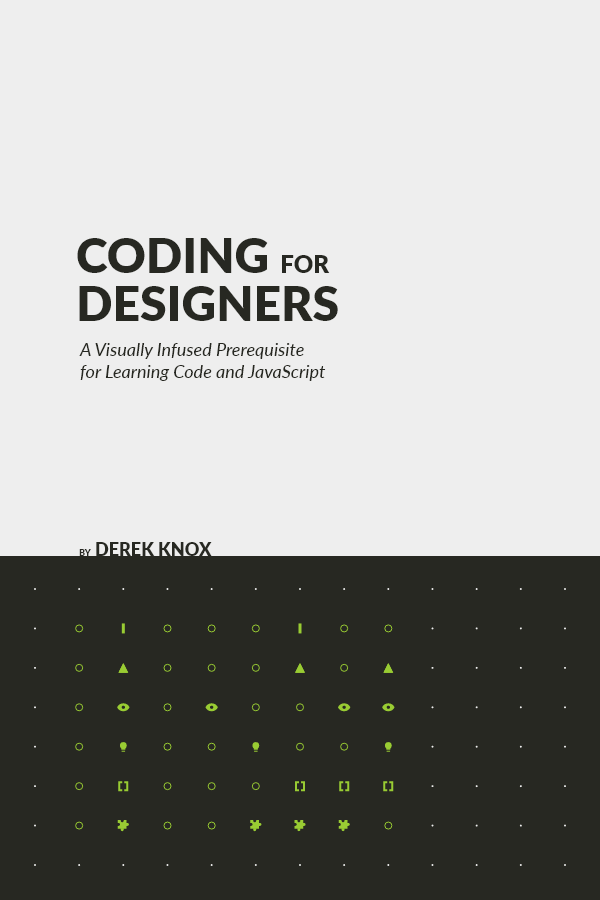 CODING FOR
DESIGNERS
A Visually Infused Prerequisite
for Learning Code and JavaScript
BY DEREK KNOX